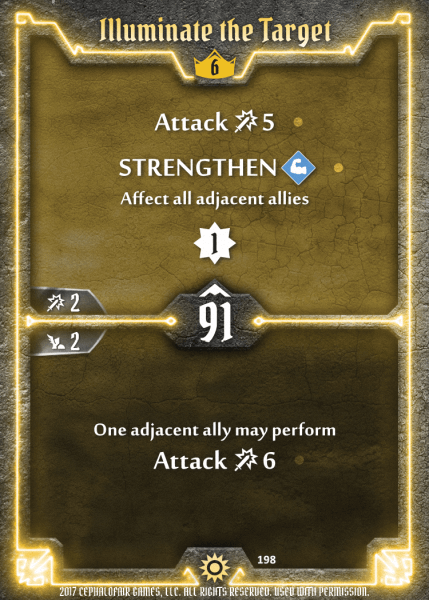 Illuminate the Target
6
Attack 5
STRENGTHEN
Affect all adjacent allies
1
2
91
2
One adjacent ally may perform
Attack 6
198
2017 CEPHALOFAIR GAMES, LLC. ALL RIGHTS RESERVED. USED WITH PERMISSION.